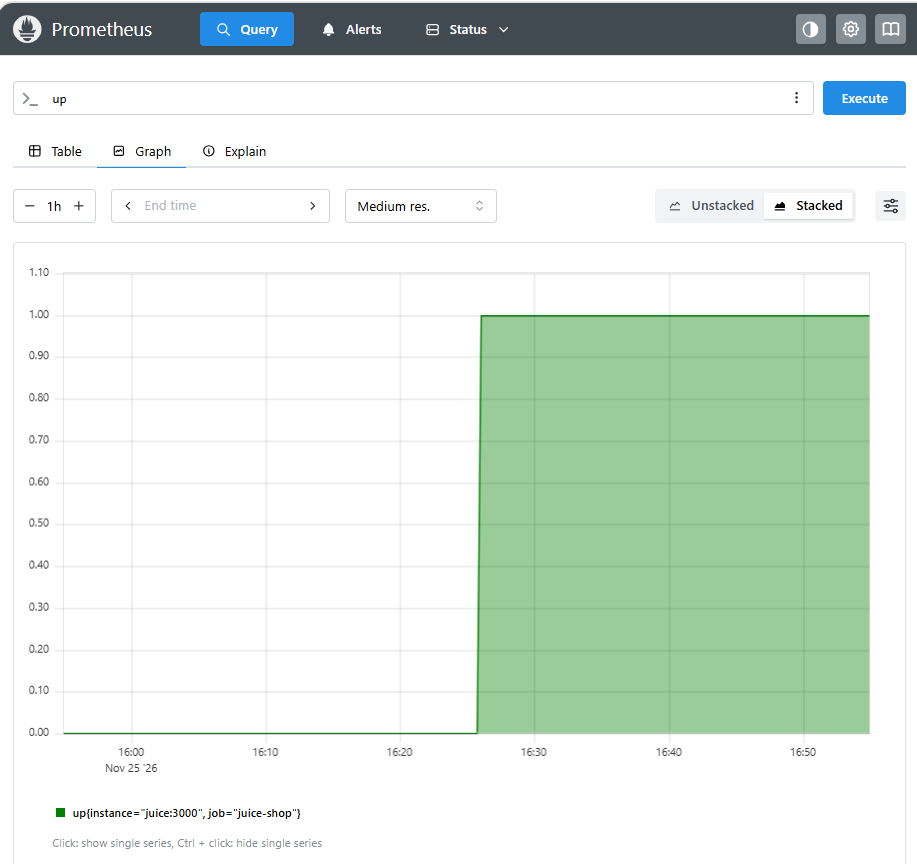 Prometheus Query Alerts Status
up Execute
Table Graph Explain
1h End time Medium res. Unstacked Stacked
1.10
1.00
0.90
0.80
0.70
0.60
0.50
0.40
0.30
0.20
0.10
0.00
16:00 16:10 16:20 16:30 16:40 16:50
Nov 25 '26
up{instance="juice:3000", job="juice-shop"}
Click: show single series, Ctrl + click: hide single series